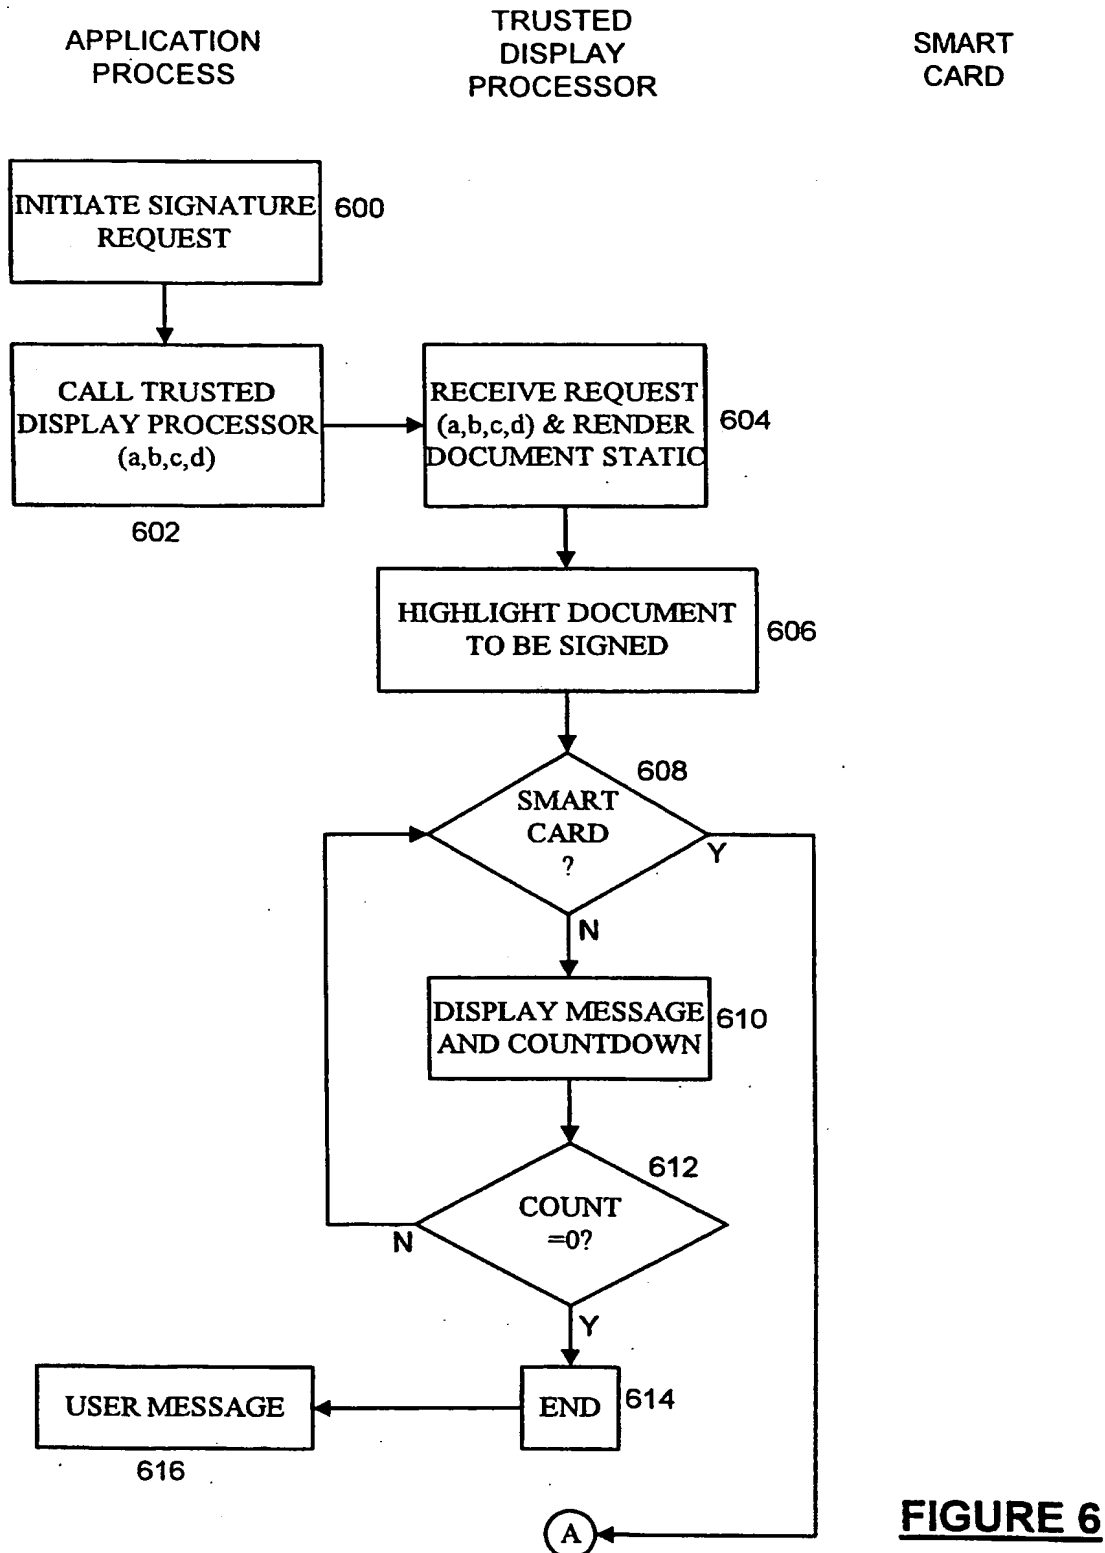 APPLICATION
PROCESS
TRUSTED
DISPLAY
PROCESSOR
SMART
CARD
INITIATE SIGNATURE
REQUEST
600
CALL TRUSTED
DISPLAY PROCESSOR
(a,b,c,d)
602
RECEIVE REQUEST
(a,b,c,d) & RENDER
DOCUMENT STATIC
604
HIGHLIGHT DOCUMENT
TO BE SIGNED
606
608
SMART
CARD
?
Y
N
DISPLAY MESSAGE
AND COUNTDOWN
610
612
COUNT
=0?
N
Y
END
614
USER MESSAGE
616
A
FIGURE 6